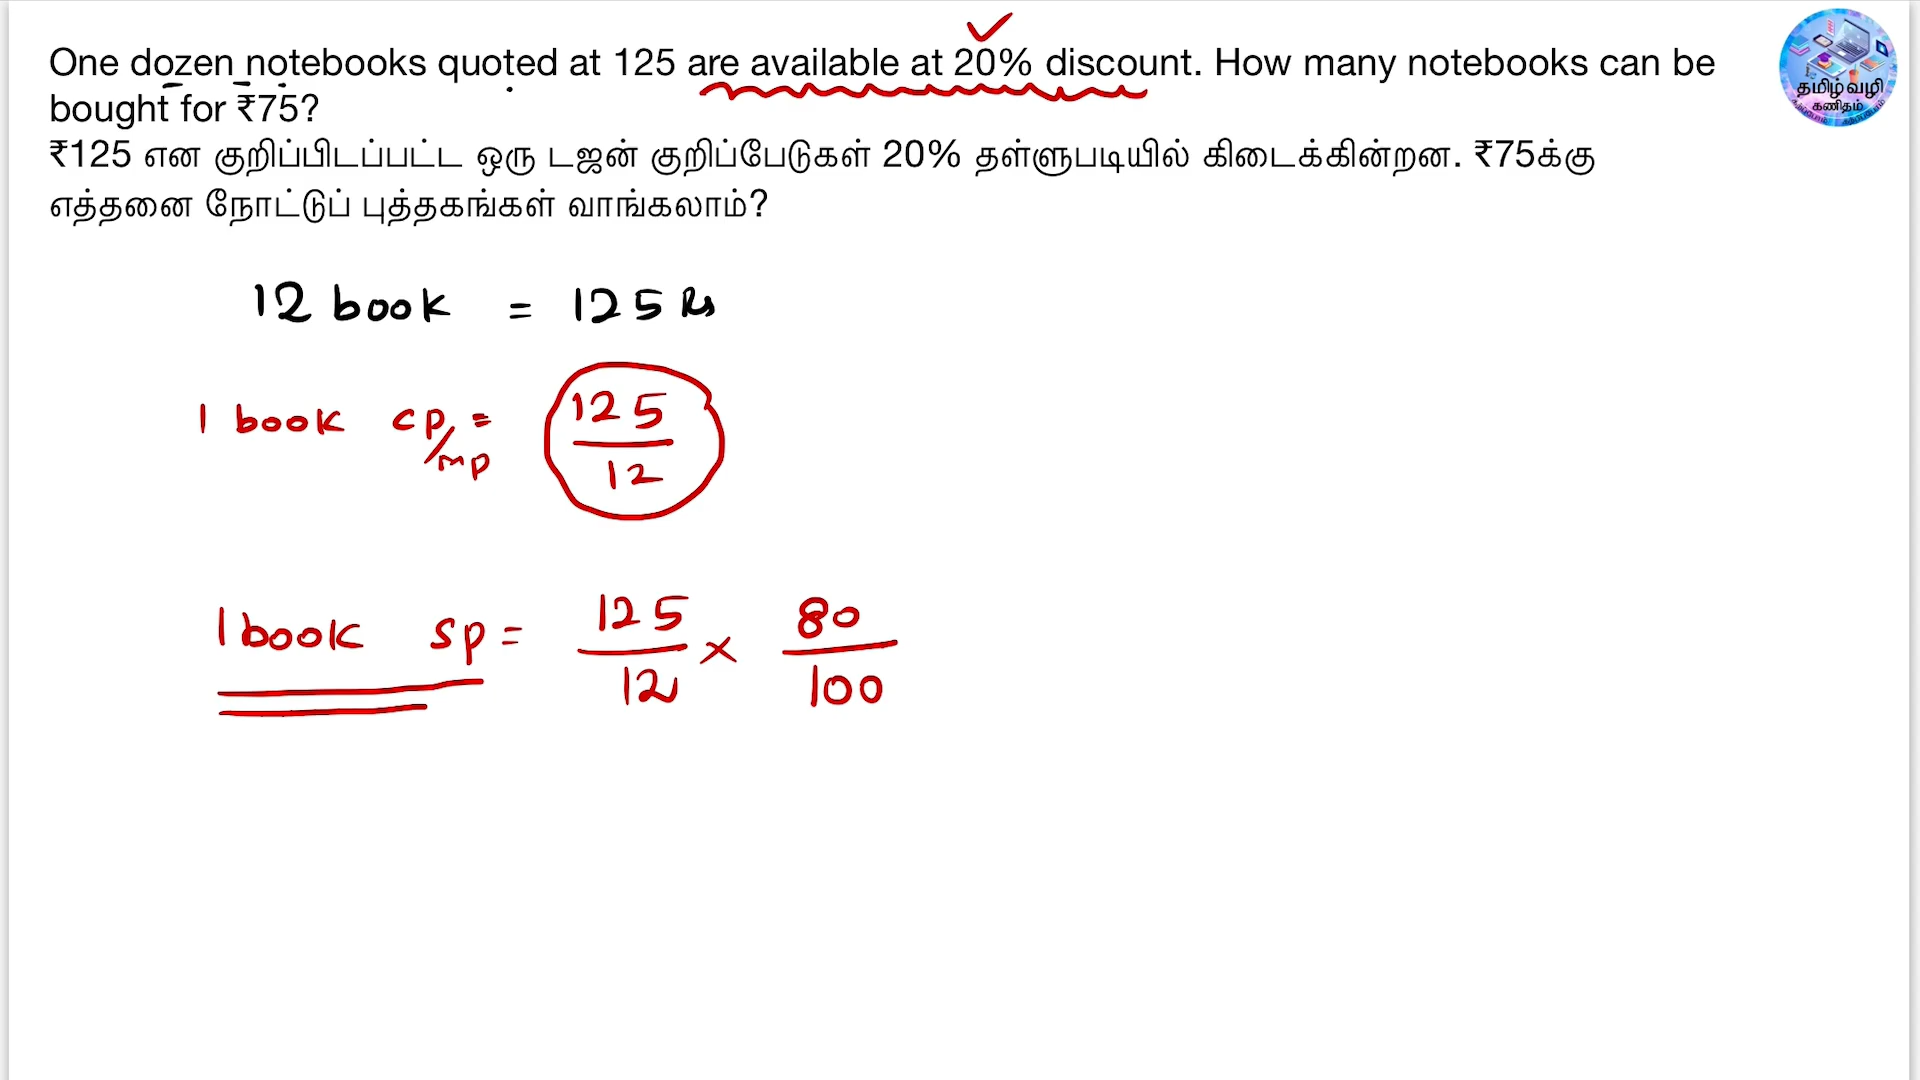 One dozen notebooks quoted at 125 are available at 20% discount. How many notebooks can be
bought for ₹75?
₹125 என குறிப்பிடப்பட்ட ஒரு டஜன் குறிப்பேடுகள் 20% தள்ளுபடியில் கிடைக்கின்றன. ₹75க்கு
எத்தனை நோட்டுப் புத்தகங்கள் வாங்கலாம்?
தமிழ் வழி
கணிதம்
12 book = 125 Rs
1 book cp/mp = 125/12
1 book sp = 125/12 × 80/100